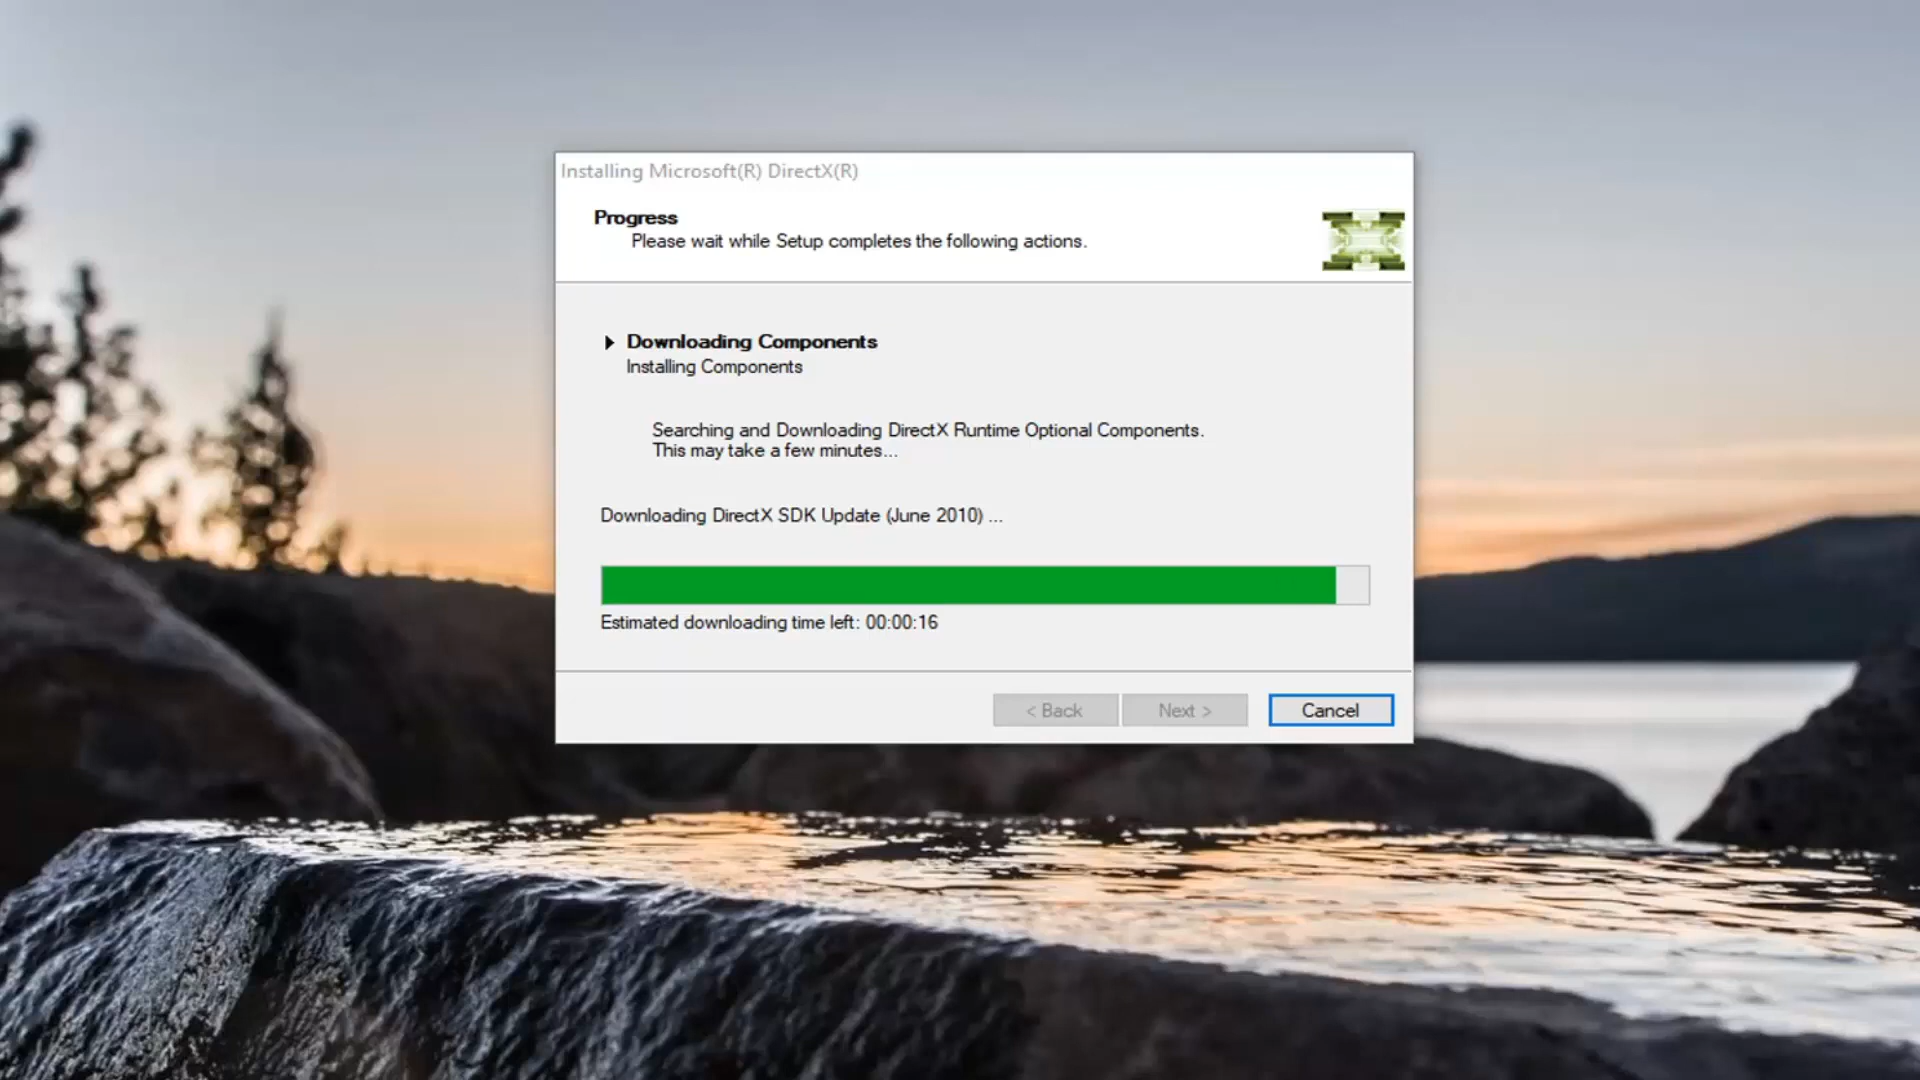 Installing Microsoft(R) DirectX(R)
Progress
Please wait while Setup completes the following actions.
Downloading Components
Installing Components
Searching and Downloading DirectX Runtime Optional Components.
This may take a few minutes...
Downloading DirectX SDK Update (June 2010) ...
Estimated downloading time left: 00:00:16
< Back
Next >
Cancel